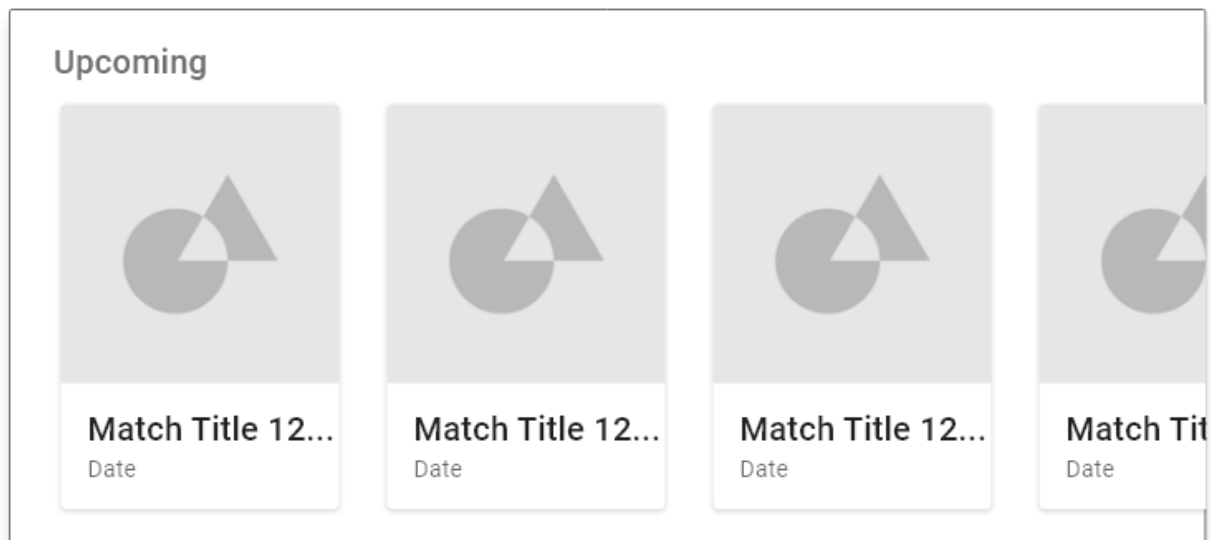 Upcoming
Match Title 12...
Date
Match Title 12...
Date
Match Title 12...
Date
Match Tit
Date